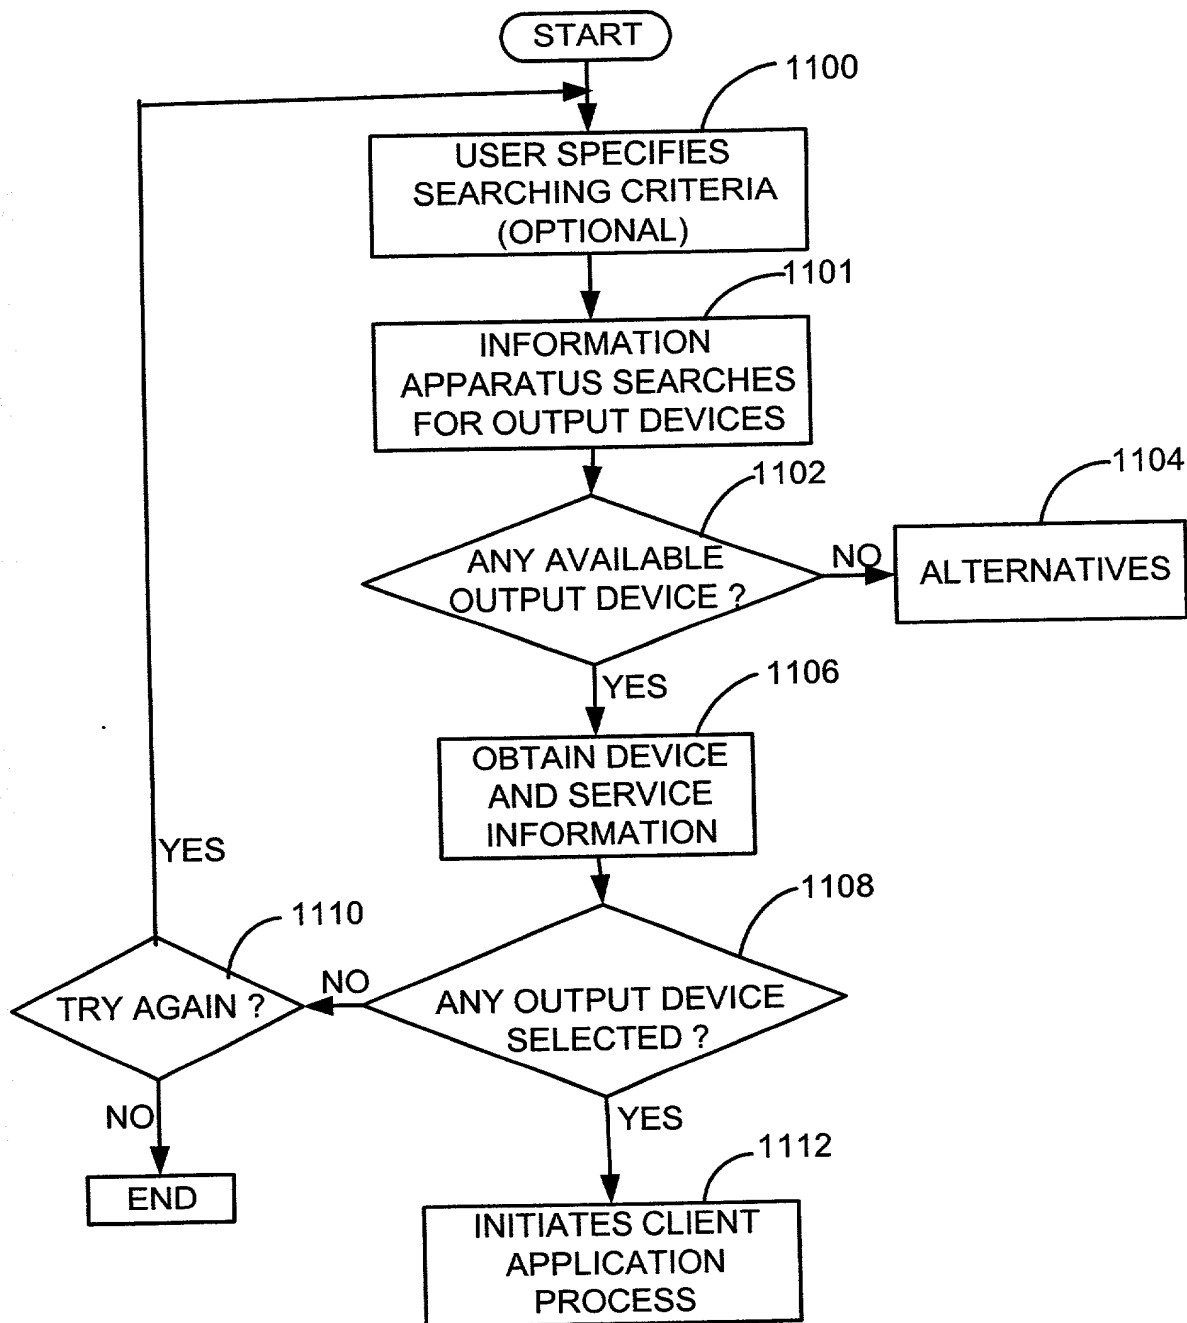 START
1100
USER SPECIFIES
SEARCHING CRITERIA
(OPTIONAL)
1101
INFORMATION
APPARATUS SEARCHES
FOR OUTPUT DEVICES
1102
1104
ANY AVAILABLE
OUTPUT DEVICE ?
NO
ALTERNATIVES
YES
1106
OBTAIN DEVICE
AND SERVICE
INFORMATION
YES
1108
1110
NO
TRY AGAIN ?
ANY OUTPUT DEVICE
SELECTED ?
NO
YES
1112
END
INITIATES CLIENT
APPLICATION
PROCESS